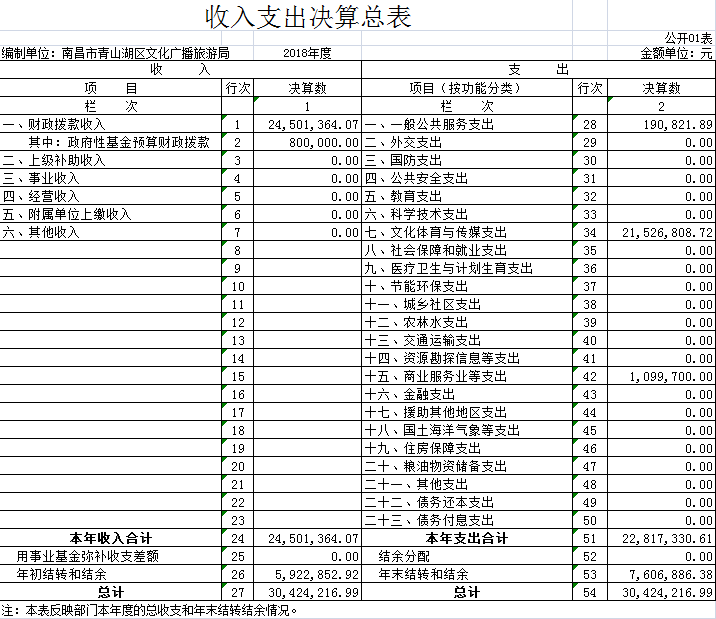 收入支出决算总表
公开01表
编制单位：南昌市青山湖区文化广播旅游局 2018年度 金额单位：元
收 入 支 出
项 目 行次 决算数 项目（按功能分类） 行次 决算数
栏 次 1 栏 次 2
一、财政拨款收入 1 24,501,364.07 一、一般公共服务支出 28 190,821.89
其中：政府性基金预算财政拨款 2 800,000.00 二、外交支出 29 0.00
二、上级补助收入 3 0.00 三、国防支出 30 0.00
三、事业收入 4 0.00 四、公共安全支出 31 0.00
四、经营收入 5 0.00 五、教育支出 32 0.00
五、附属单位上缴收入 6 0.00 六、科学技术支出 33 0.00
六、其他收入 7 0.00 七、文化体育与传媒支出 34 21,526,808.72
8 八、社会保障和就业支出 35 0.00
9 九、医疗卫生与计划生育支出 36 0.00
10 十、节能环保支出 37 0.00
11 十一、城乡社区支出 38 0.00
12 十二、农林水支出 39 0.00
13 十三、交通运输支出 40 0.00
14 十四、资源勘探信息等支出 41 0.00
15 十五、商业服务业等支出 42 1,099,700.00
16 十六、金融支出 43 0.00
17 十七、援助其他地区支出 44 0.00
18 十八、国土海洋气象等支出 45 0.00
19 十九、住房保障支出 46 0.00
20 二十、粮油物资储备支出 47 0.00
21 二十一、其他支出 48 0.00
22 二十二、债务还本支出 49 0.00
23 二十三、债务付息支出 50 0.00
本年收入合计 24 24,501,364.07 本年支出合计 51 22,817,330.61
用事业基金弥补收支差额 25 0.00 结余分配 52 0.00
年初结转和结余 26 5,922,852.92 年末结转和结余 53 7,606,886.38
总计 27 30,424,216.99 总计 54 30,424,216.99
注：本表反映部门本年度的总收支和年末结转结余情况。